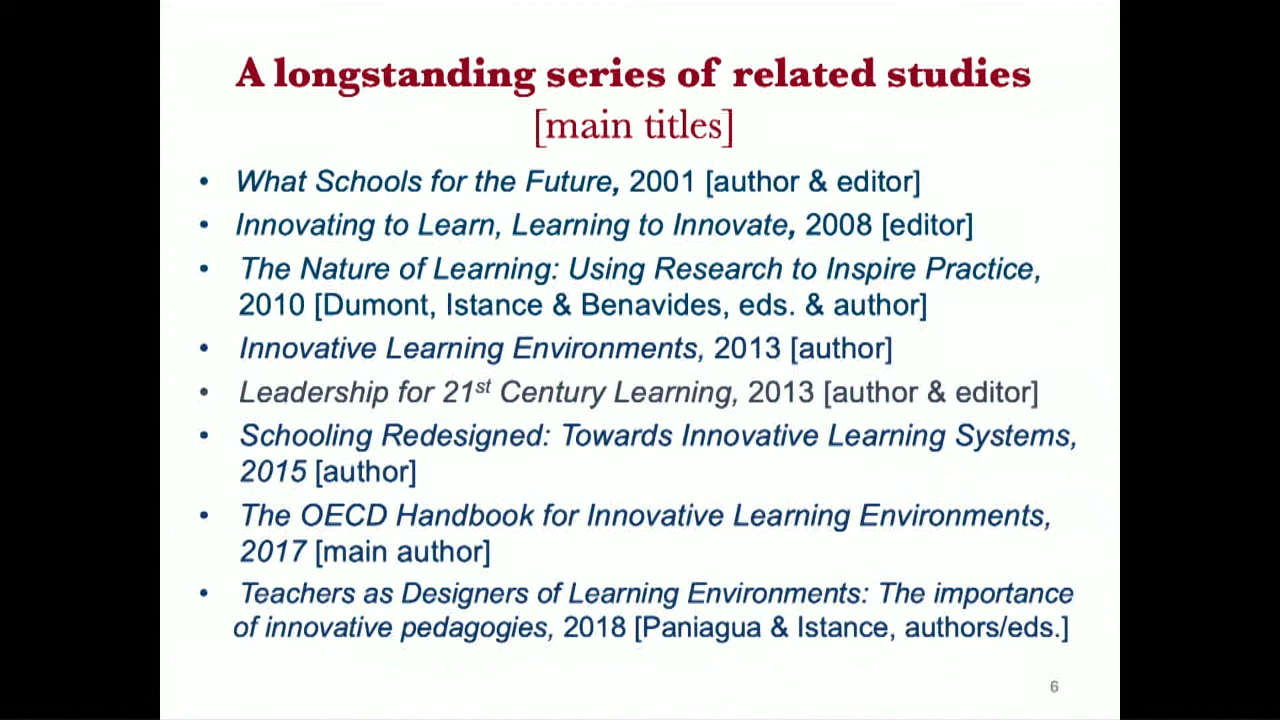 A longstanding series of related studies
[main titles]
• What Schools for the Future, 2001 [author & editor]
• Innovating to Learn, Learning to Innovate, 2008 [editor]
• The Nature of Learning: Using Research to Inspire Practice,
2010 [Dumont, Istance & Benavides, eds. & author]
• Innovative Learning Environments, 2013 [author]
• Leadership for 21st Century Learning, 2013 [author & editor]
• Schooling Redesigned: Towards Innovative Learning Systems,
2015 [author]
• The OECD Handbook for Innovative Learning Environments,
2017 [main author]
• Teachers as Designers of Learning Environments: The importance
of innovative pedagogies, 2018 [Paniagua & Istance, authors/eds.]
6